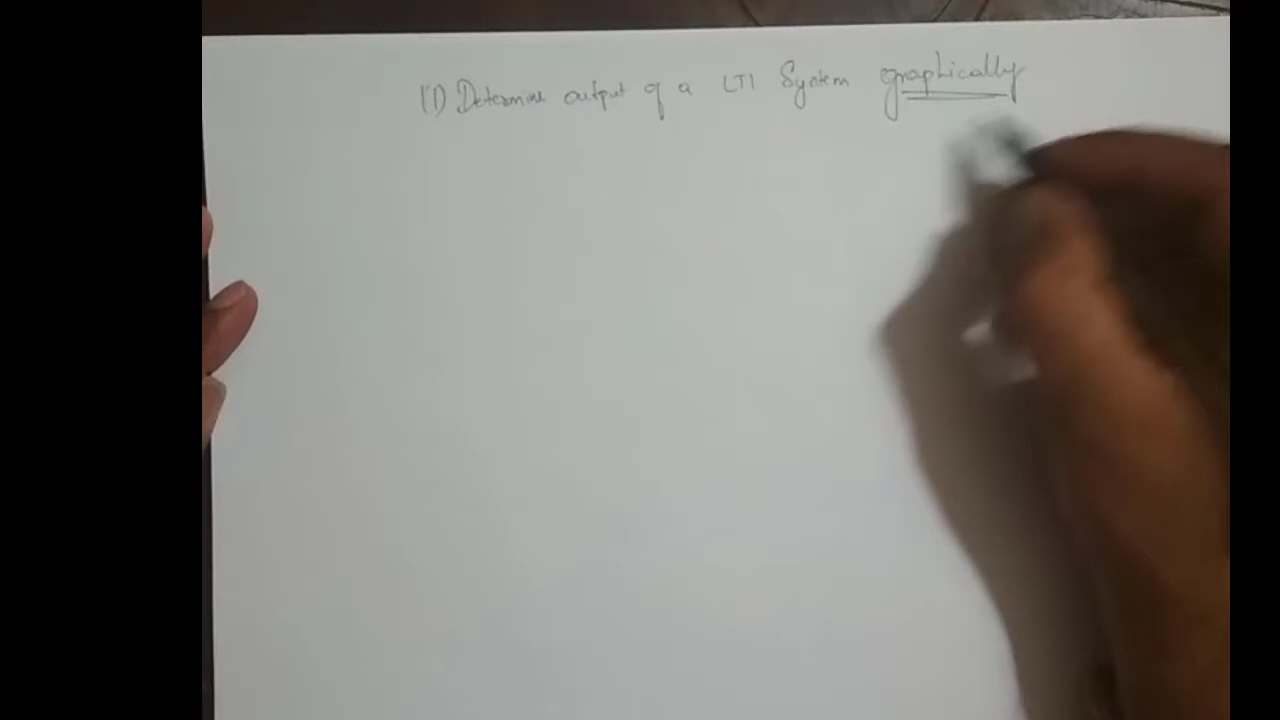 (1) Determine output of a LTI System graphically